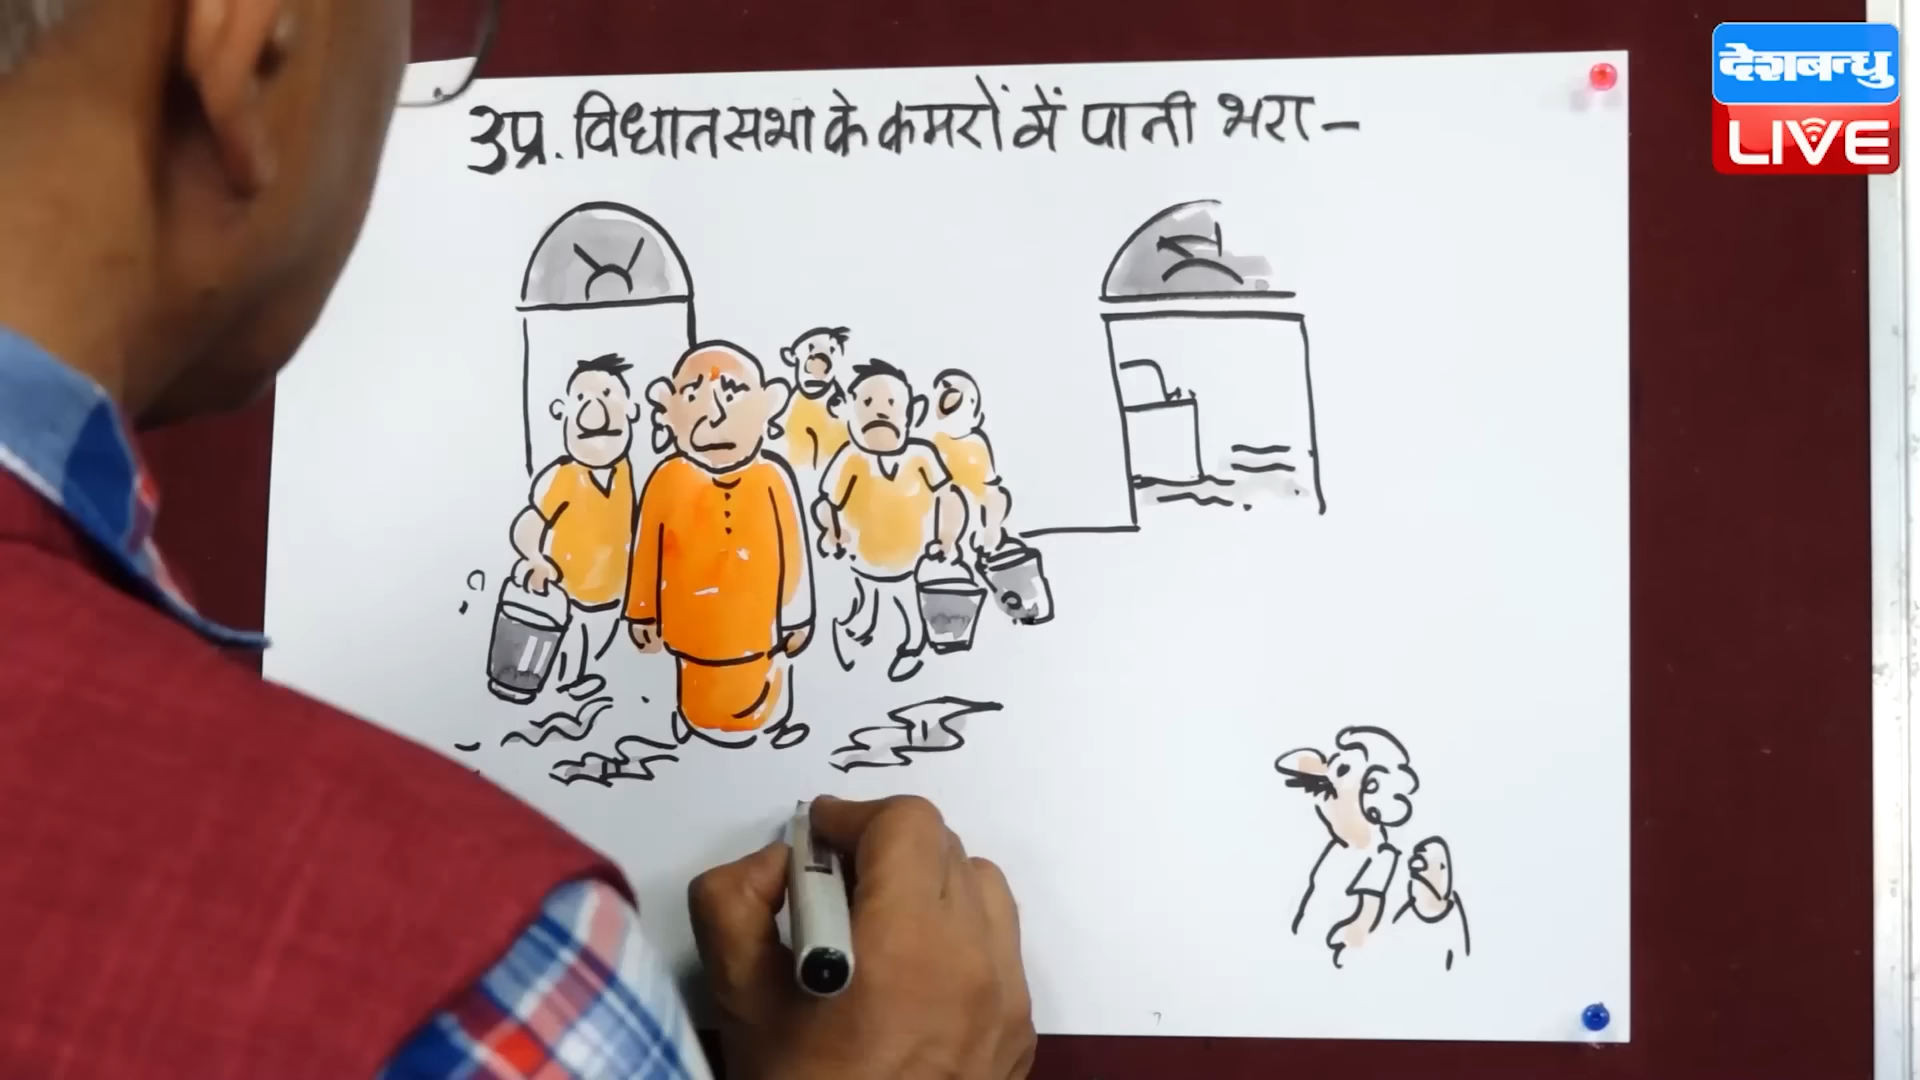 उप्र. विधानसभा के कमरों में पानी भरा–
देशबन्धु
LIVE